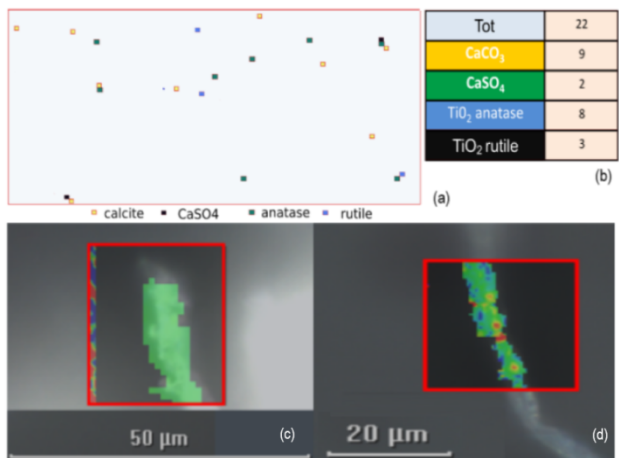 Tot 22
CaCO3 9
CaSO4 2
TiO2 anatase 8
TiO2 rutile 3
(b)
(a)
calcite CaSO4 anatase rutile
50 μm (c)
20 μm (d)